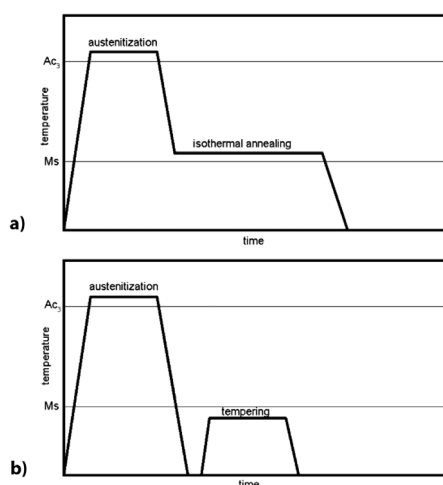 austenitization
Ac3
temperature
isothermal annealing
Ms
a)
time
austenitization
Ac3
temperature
Ms
tempering
b)
time